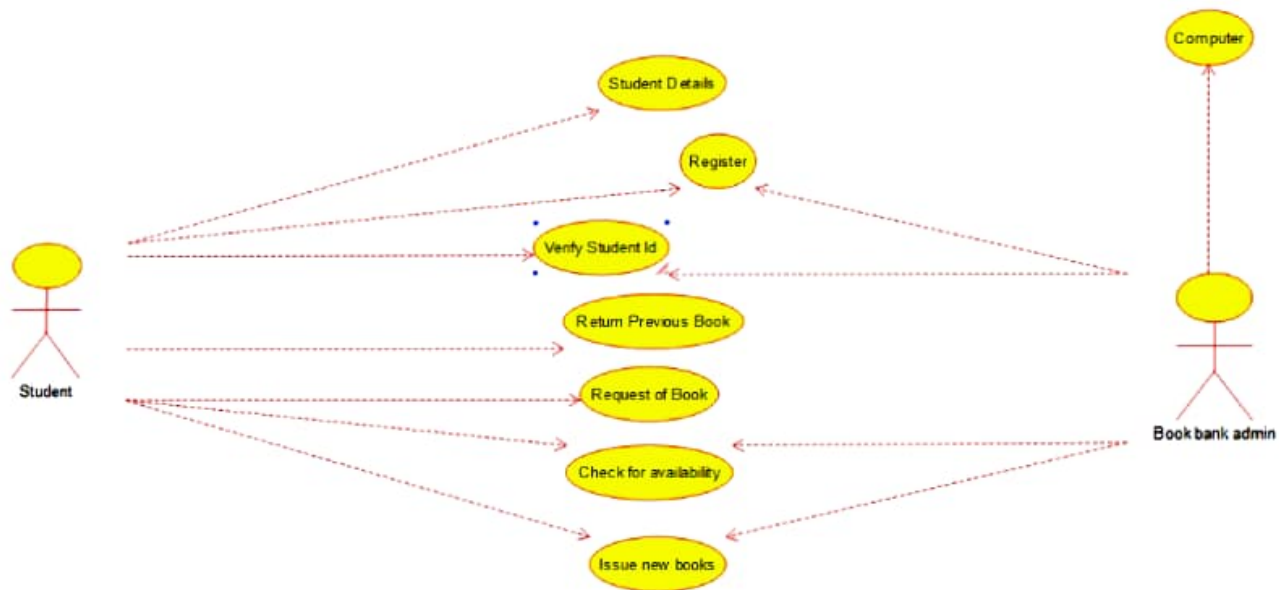 Computer
Student Details
Register
Verify Student Id
Return Previous Book
Student
Request of Book
Book bank admin
Check for availability
Issue new books